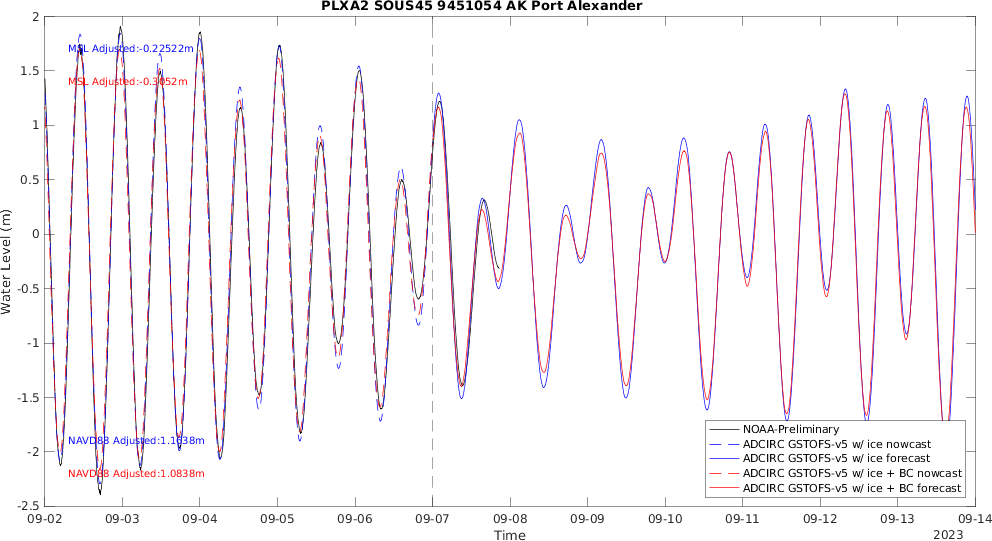 PLXA2 SOUS45 9451054 AK Port Alexander
2
1.5
1
0.5
0
-0.5
-1
-1.5
-2
-2.5
Water Level (m)
MSL Adjusted:-0.22522m
MSL Adjusted:-0.3052m
NAVD88 Adjusted:1.1638m
NAVD88 Adjusted:1.0838m
NOAA-Preliminary
ADCIRC GSTOFS-v5 w/ ice nowcast
ADCIRC GSTOFS-v5 w/ ice forecast
ADCIRC GSTOFS-v5 w/ ice + BC nowcast
ADCIRC GSTOFS-v5 w/ ice + BC forecast
09-02 09-03 09-04 09-05 09-06 09-07 09-08 09-09 09-10 09-11 09-12 09-13 09-14
Time
2023